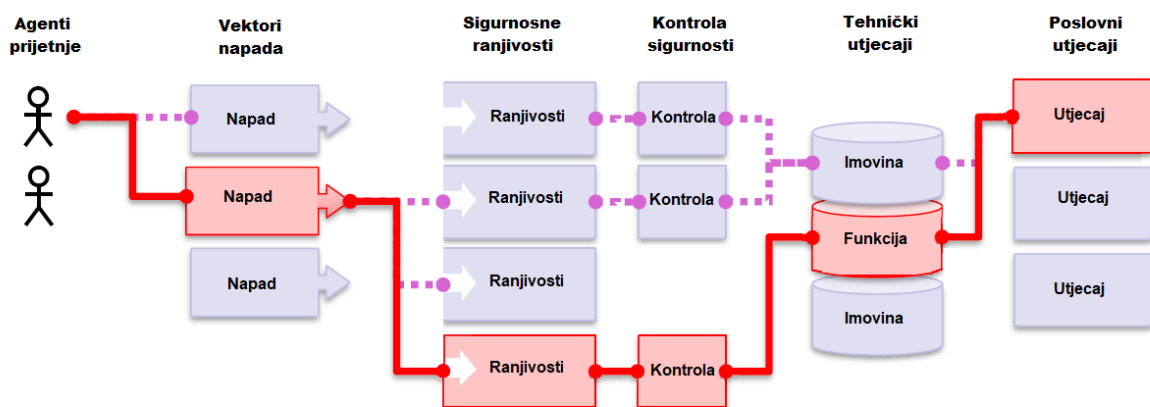 Agenti
prijetnje
Vektori
napada
Sigurnosne
ranjivosti
Kontrola
sigurnosti
Tehnički
utjecaji
Poslovni
utjecaji
Napad
Ranjivosti
Kontrola
Utjecaj
Imovina
Napad
Ranjivosti
Kontrola
Utjecaj
Funkcija
Napad
Ranjivosti
Utjecaj
Imovina
Ranjivosti
Kontrola